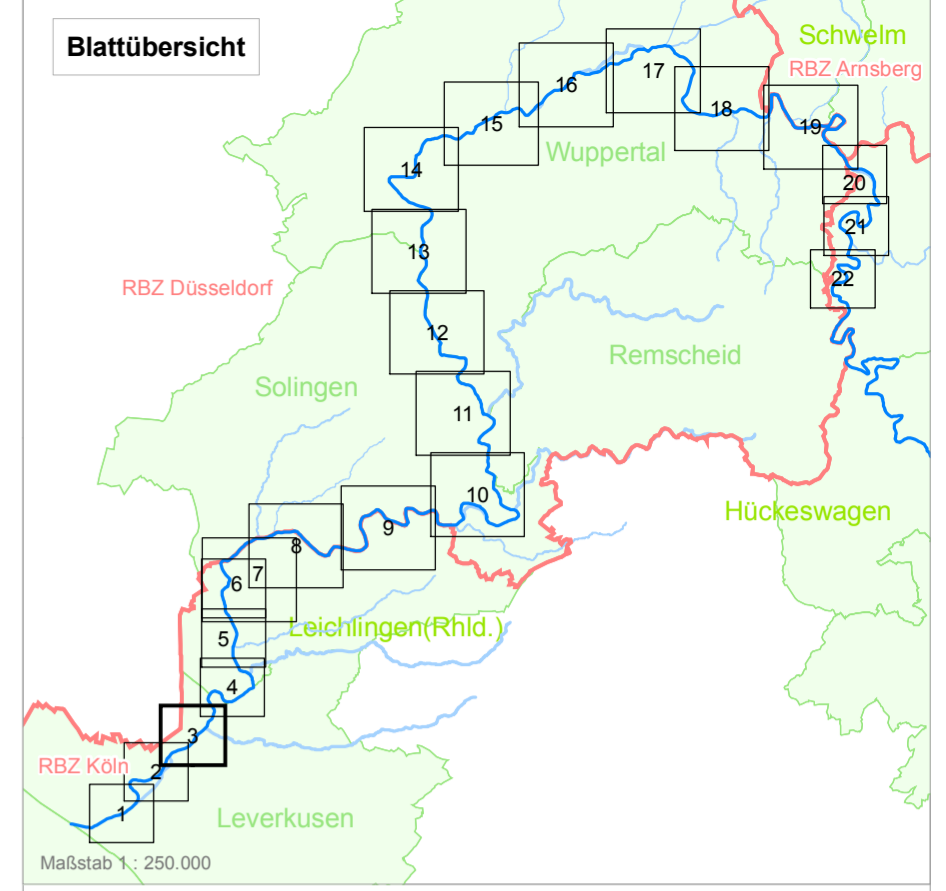 Blattübersicht
Schwelm
RBZ Arnsberg
17
16
18
15
19
Wuppertal
14
20
21
13
22
RBZ Düsseldorf
12
Remscheid
Solingen
11
10
Hückeswagen
9
8
7
6
Leichlingen(Rhld.)
5
4
3
RBZ Köln
2
1
Leverkusen
Maßstab 1 : 250.000